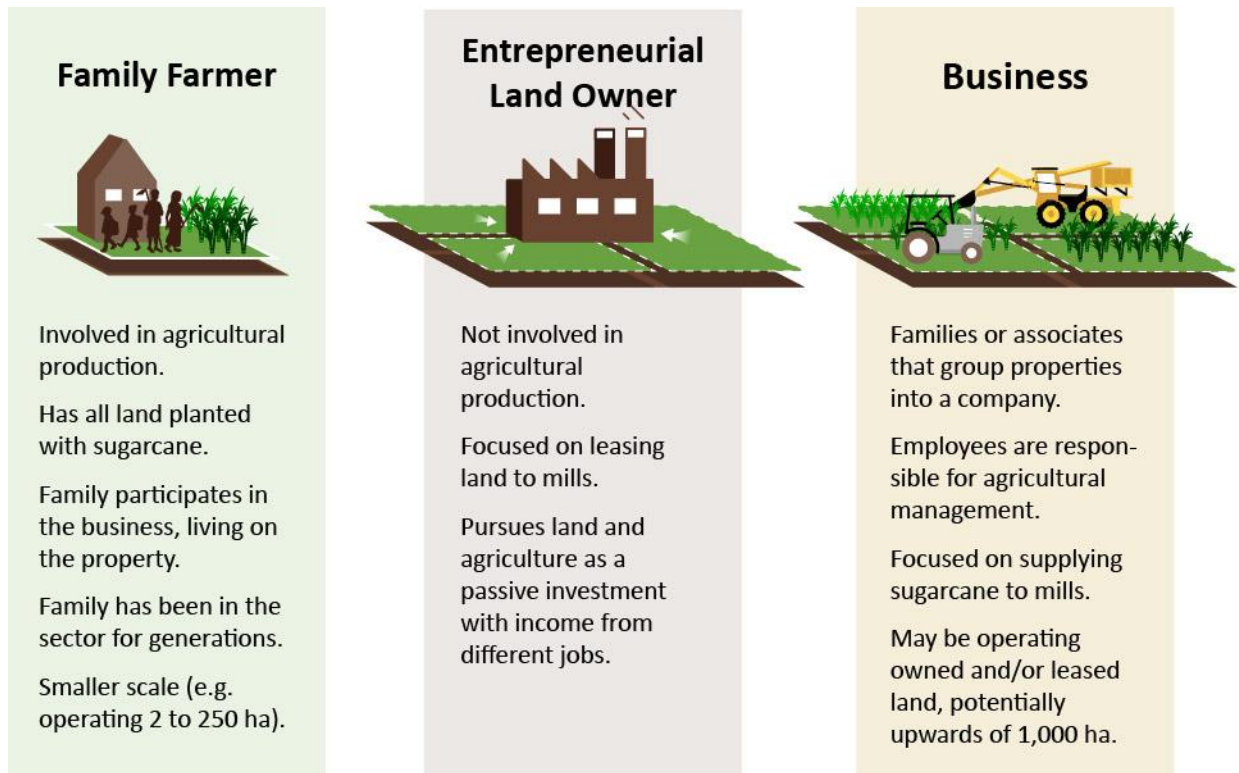 Family Farmer
Involved in agricultural
production.
Has all land planted
with sugarcane.
Family participates in
the business, living on
the property.
Family has been in the
sector for generations.
Smaller scale (e.g.
operating 2 to 250 ha).
Entrepreneurial
Land Owner
Not involved in
agricultural
production.
Focused on leasing
land to mills.
Pursues land and
agriculture as a
passive investment
with income from
different jobs.
Business
Families or associates
that group properties
into a company.
Employees are respon-
sible for agricultural
management.
Focused on supplying
sugarcane to mills.
May be operating
owned and/or leased
land, potentially
upwards of 1,000 ha.